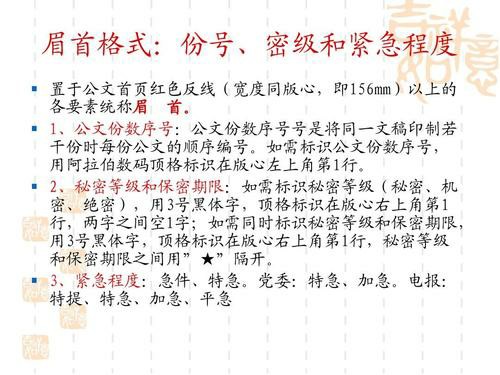 眉首格式：份号、密级和紧急程度
置于公文首页红色反线（宽度同版心，即156mm）以上的
各要素统称眉 首。
1、公文份数序号：公文份数序号号是将同一文稿印制若
干份时每份公文的顺序编号。如需标识公文份数序号，
用阿拉伯数码顶格标识在版心左上角第1行。
2、秘密等级和保密期限：如需标识秘密等级（秘密、机
密、绝密），用3号黑体字，顶格标识在版心右上角第1
行，两字之间空1字；如需同时标识秘密等级和保密期限，
用3号黑体字，顶格标识在版心右上角第1行，秘密等级
和保密期限之间用”★”隔开。
3、紧急程度：急件、特急。党委：特急、加急。电报：
特提、特急、加急、平急